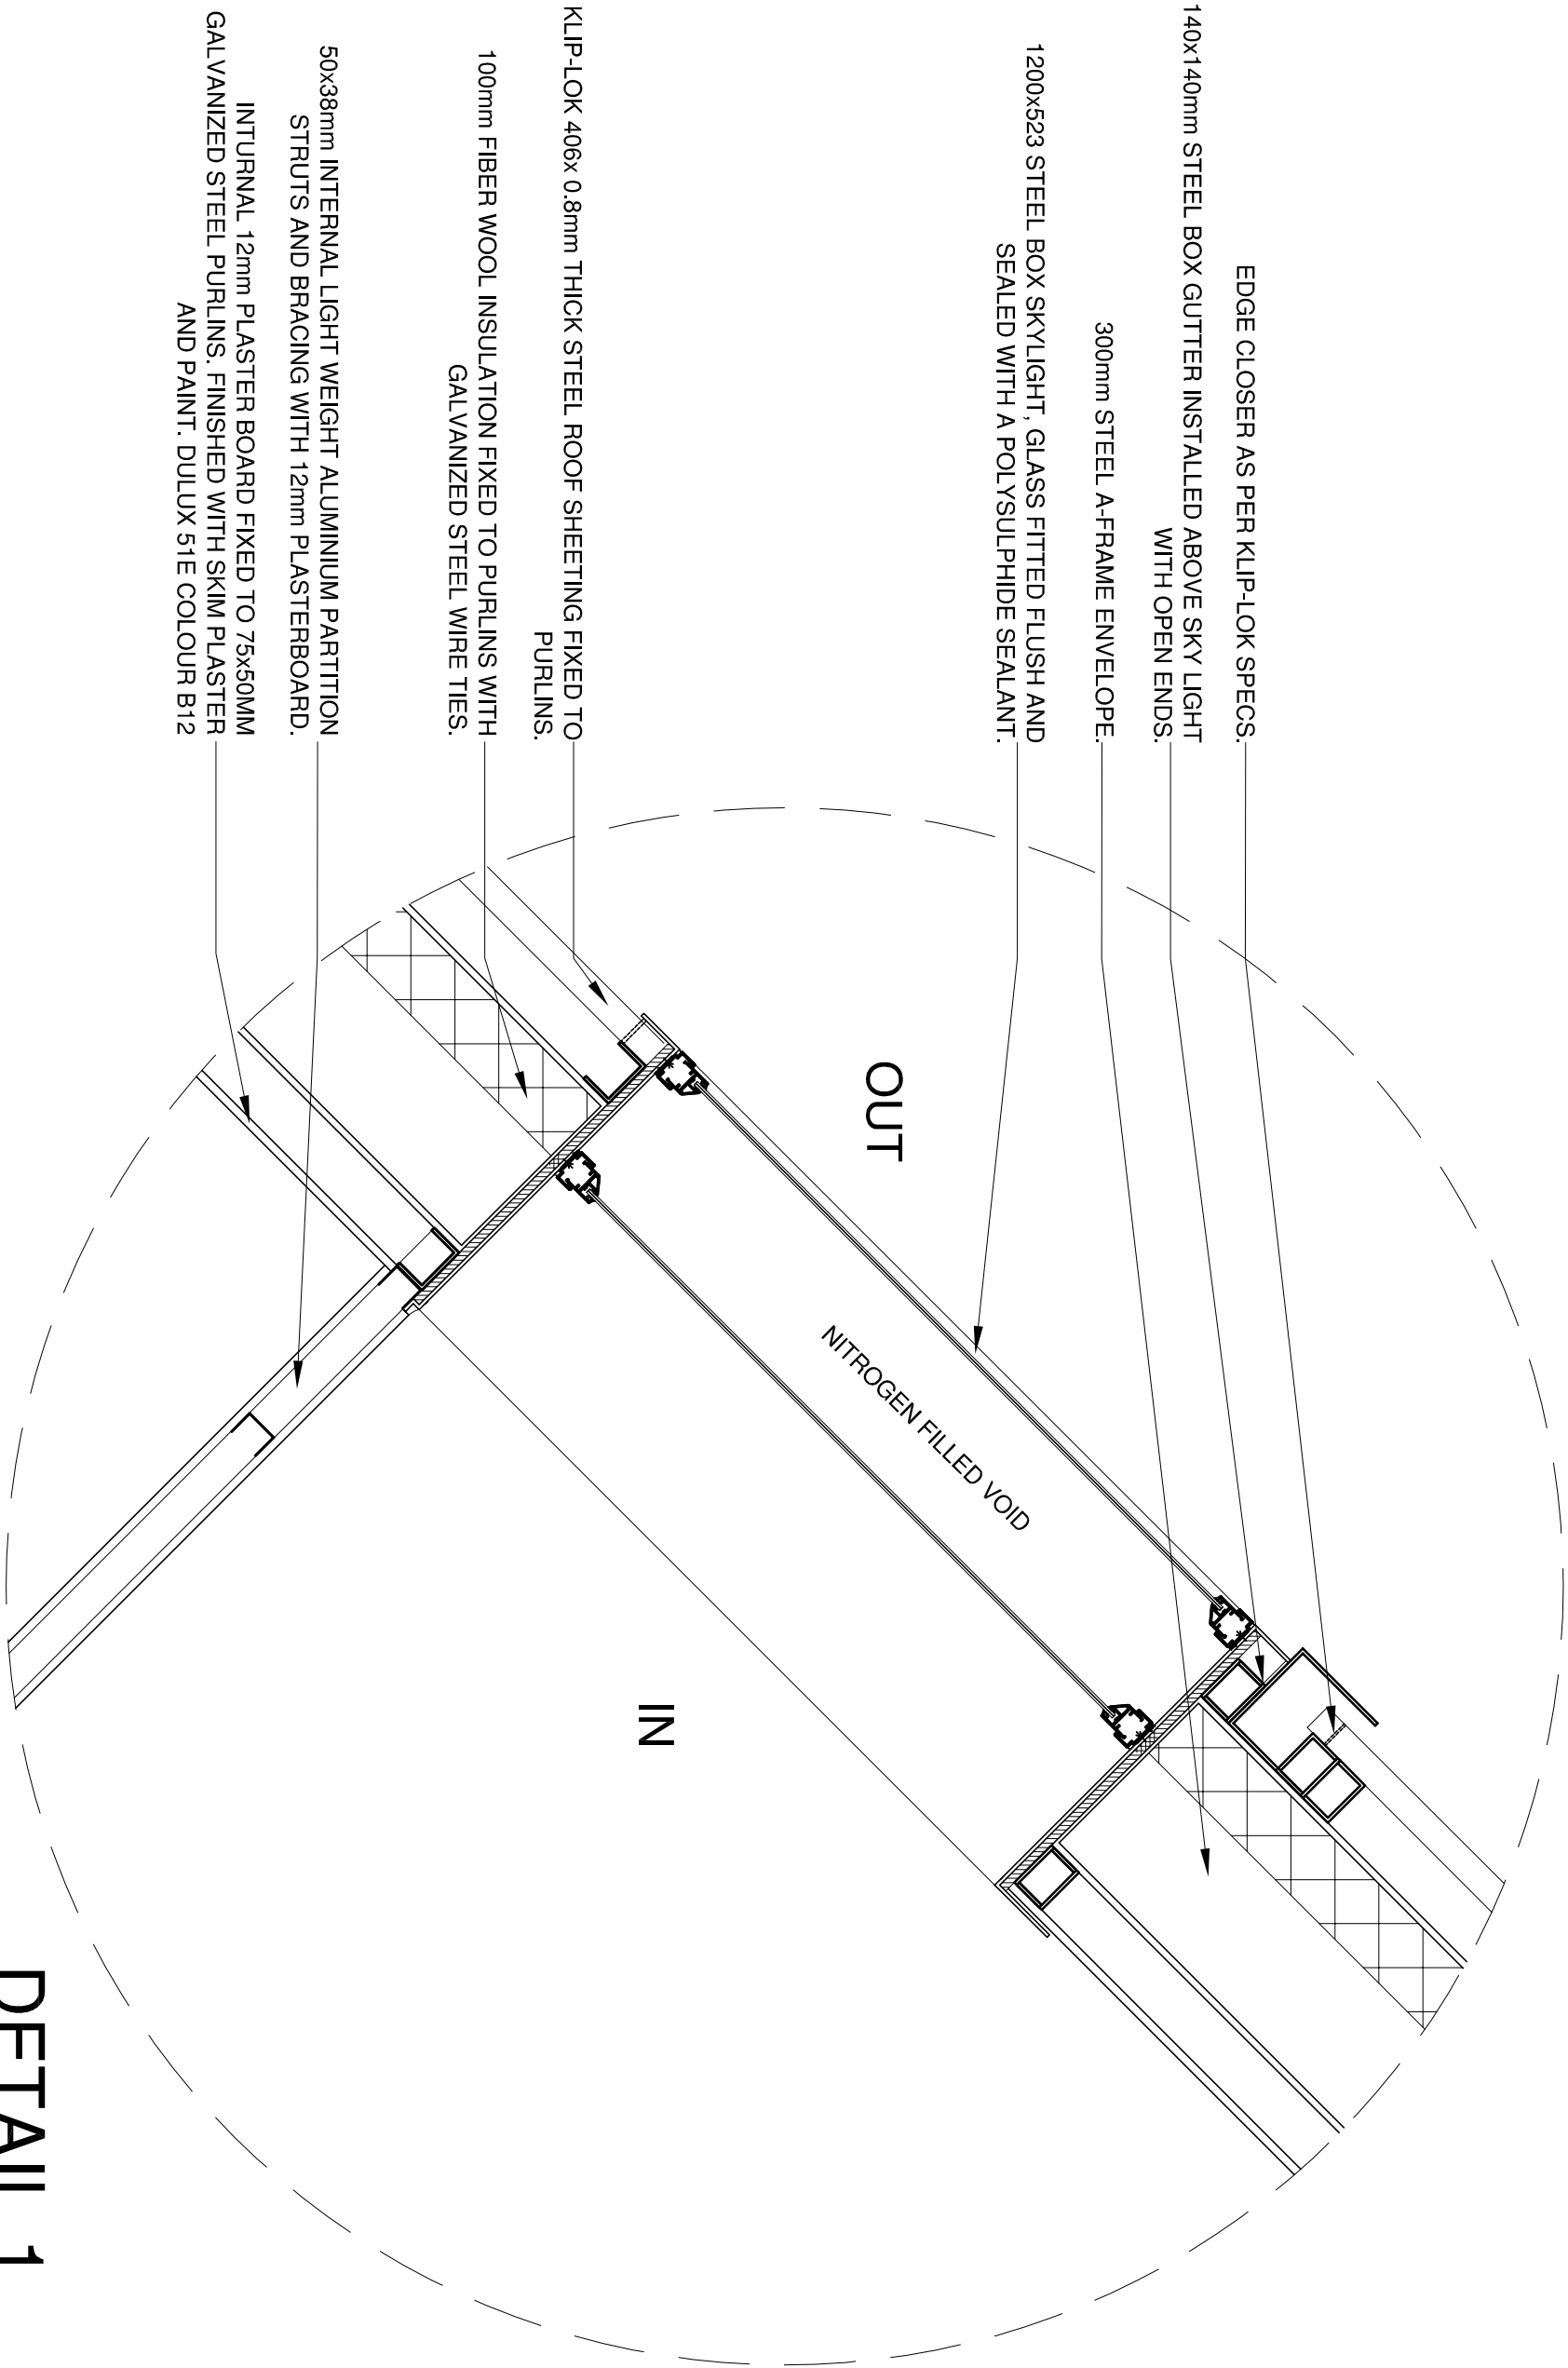 EDGE CLOSER AS PER KLIP-LOK SPECS.
140x140mm STEEL BOX GUTTER INSTALLED ABOVE SKY LIGHT
WITH OPEN ENDS.
300mm STEEL A-FRAME ENVELOPE.
1200x523 STEEL BOX SKYLIGHT, GLASS FITTED FLUSH AND
SEALED WITH A POLYSULPHIDE SEALANT.
KLIP-LOK 406x 0.8mm THICK STEEL ROOF SHEETING FIXED TO
PURLINS.
100mm FIBER WOOL INSULATION FIXED TO PURLINS WITH
GALVANIZED STEEL WIRE TIES.
50x38mm INTERNAL LIGHT WEIGHT ALUMINIUM PARTITION
STRUTS AND BRACING WITH 12mm PLASTERBOARD.
INTURNAL 12mm PLASTER BOARD FIXED TO 75x50MM
GALVANIZED STEEL PURLINS. FINISHED WITH SKIM PLASTER
AND PAINT. DULUX 51E COLOUR B12
OUT
NITROGEN FILLED VOID
IN
DETAIL 1